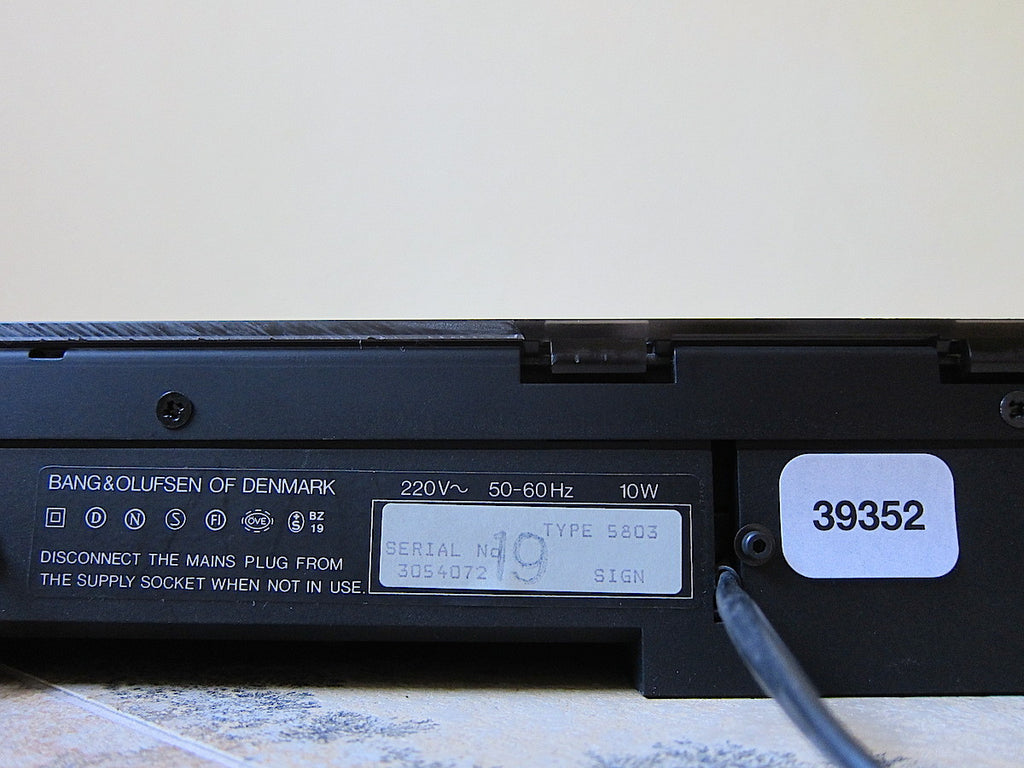 BANG&OLUFSEN OF DENMARK
D N S FI OVE S BZ
19
DISCONNECT THE MAINS PLUG FROM
THE SUPPLY SOCKET WHEN NOT IN USE.
220V~ 50-60Hz 10W
TYPE 5803
SERIAL No 19
3054072 SIGN
39352